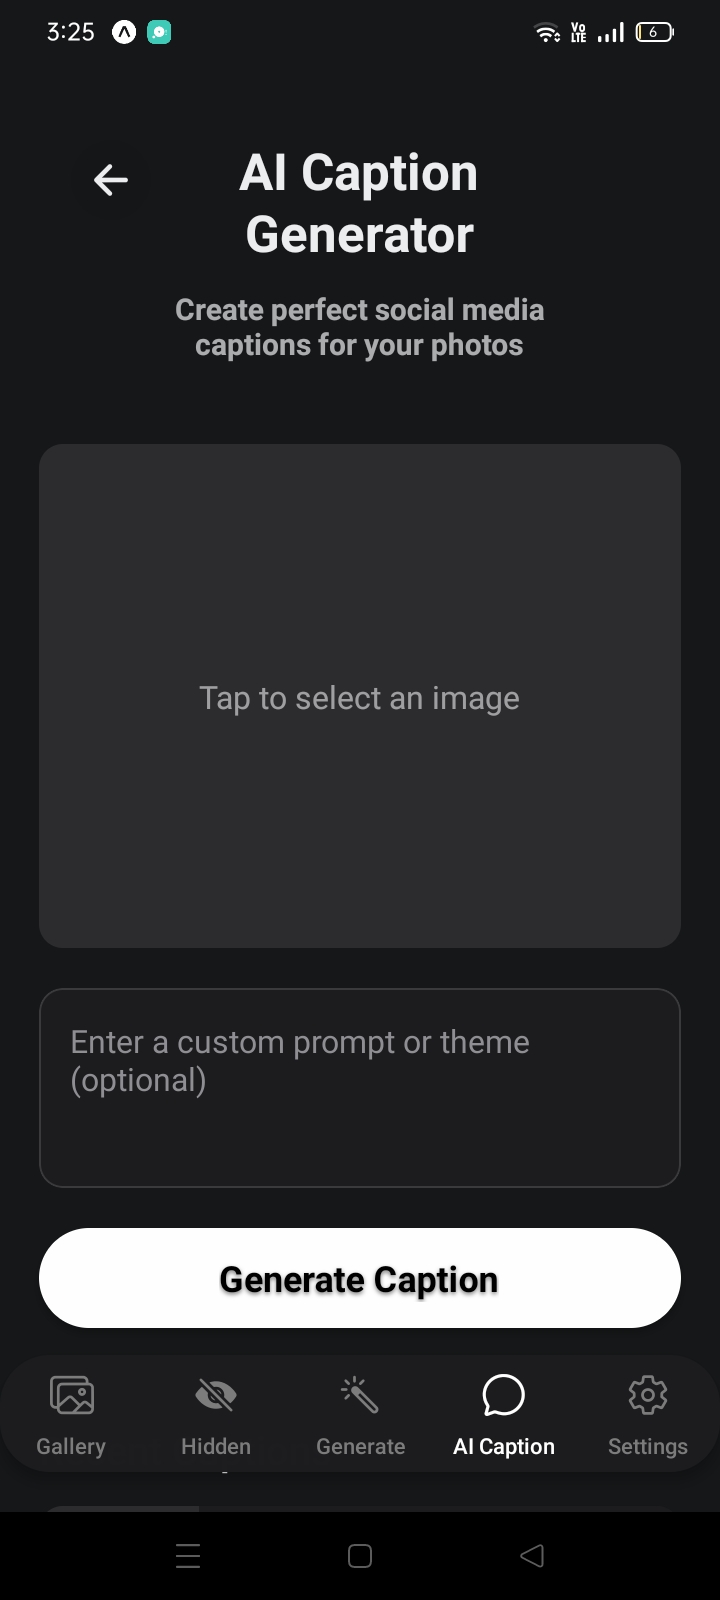 3:25
Vo
LTE
6
AI Caption
Generator
Create perfect social media
captions for your photos
Tap to select an image
Enter a custom prompt or theme
(optional)
Generate Caption
Gallery
Hidden
Generate
AI Caption
Settings